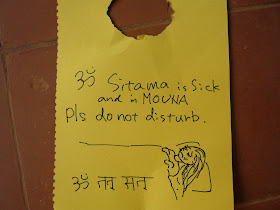 ॐ Sitama is Sick
and in MOUNA
Pls do not disturb.
ॐ तत् सत